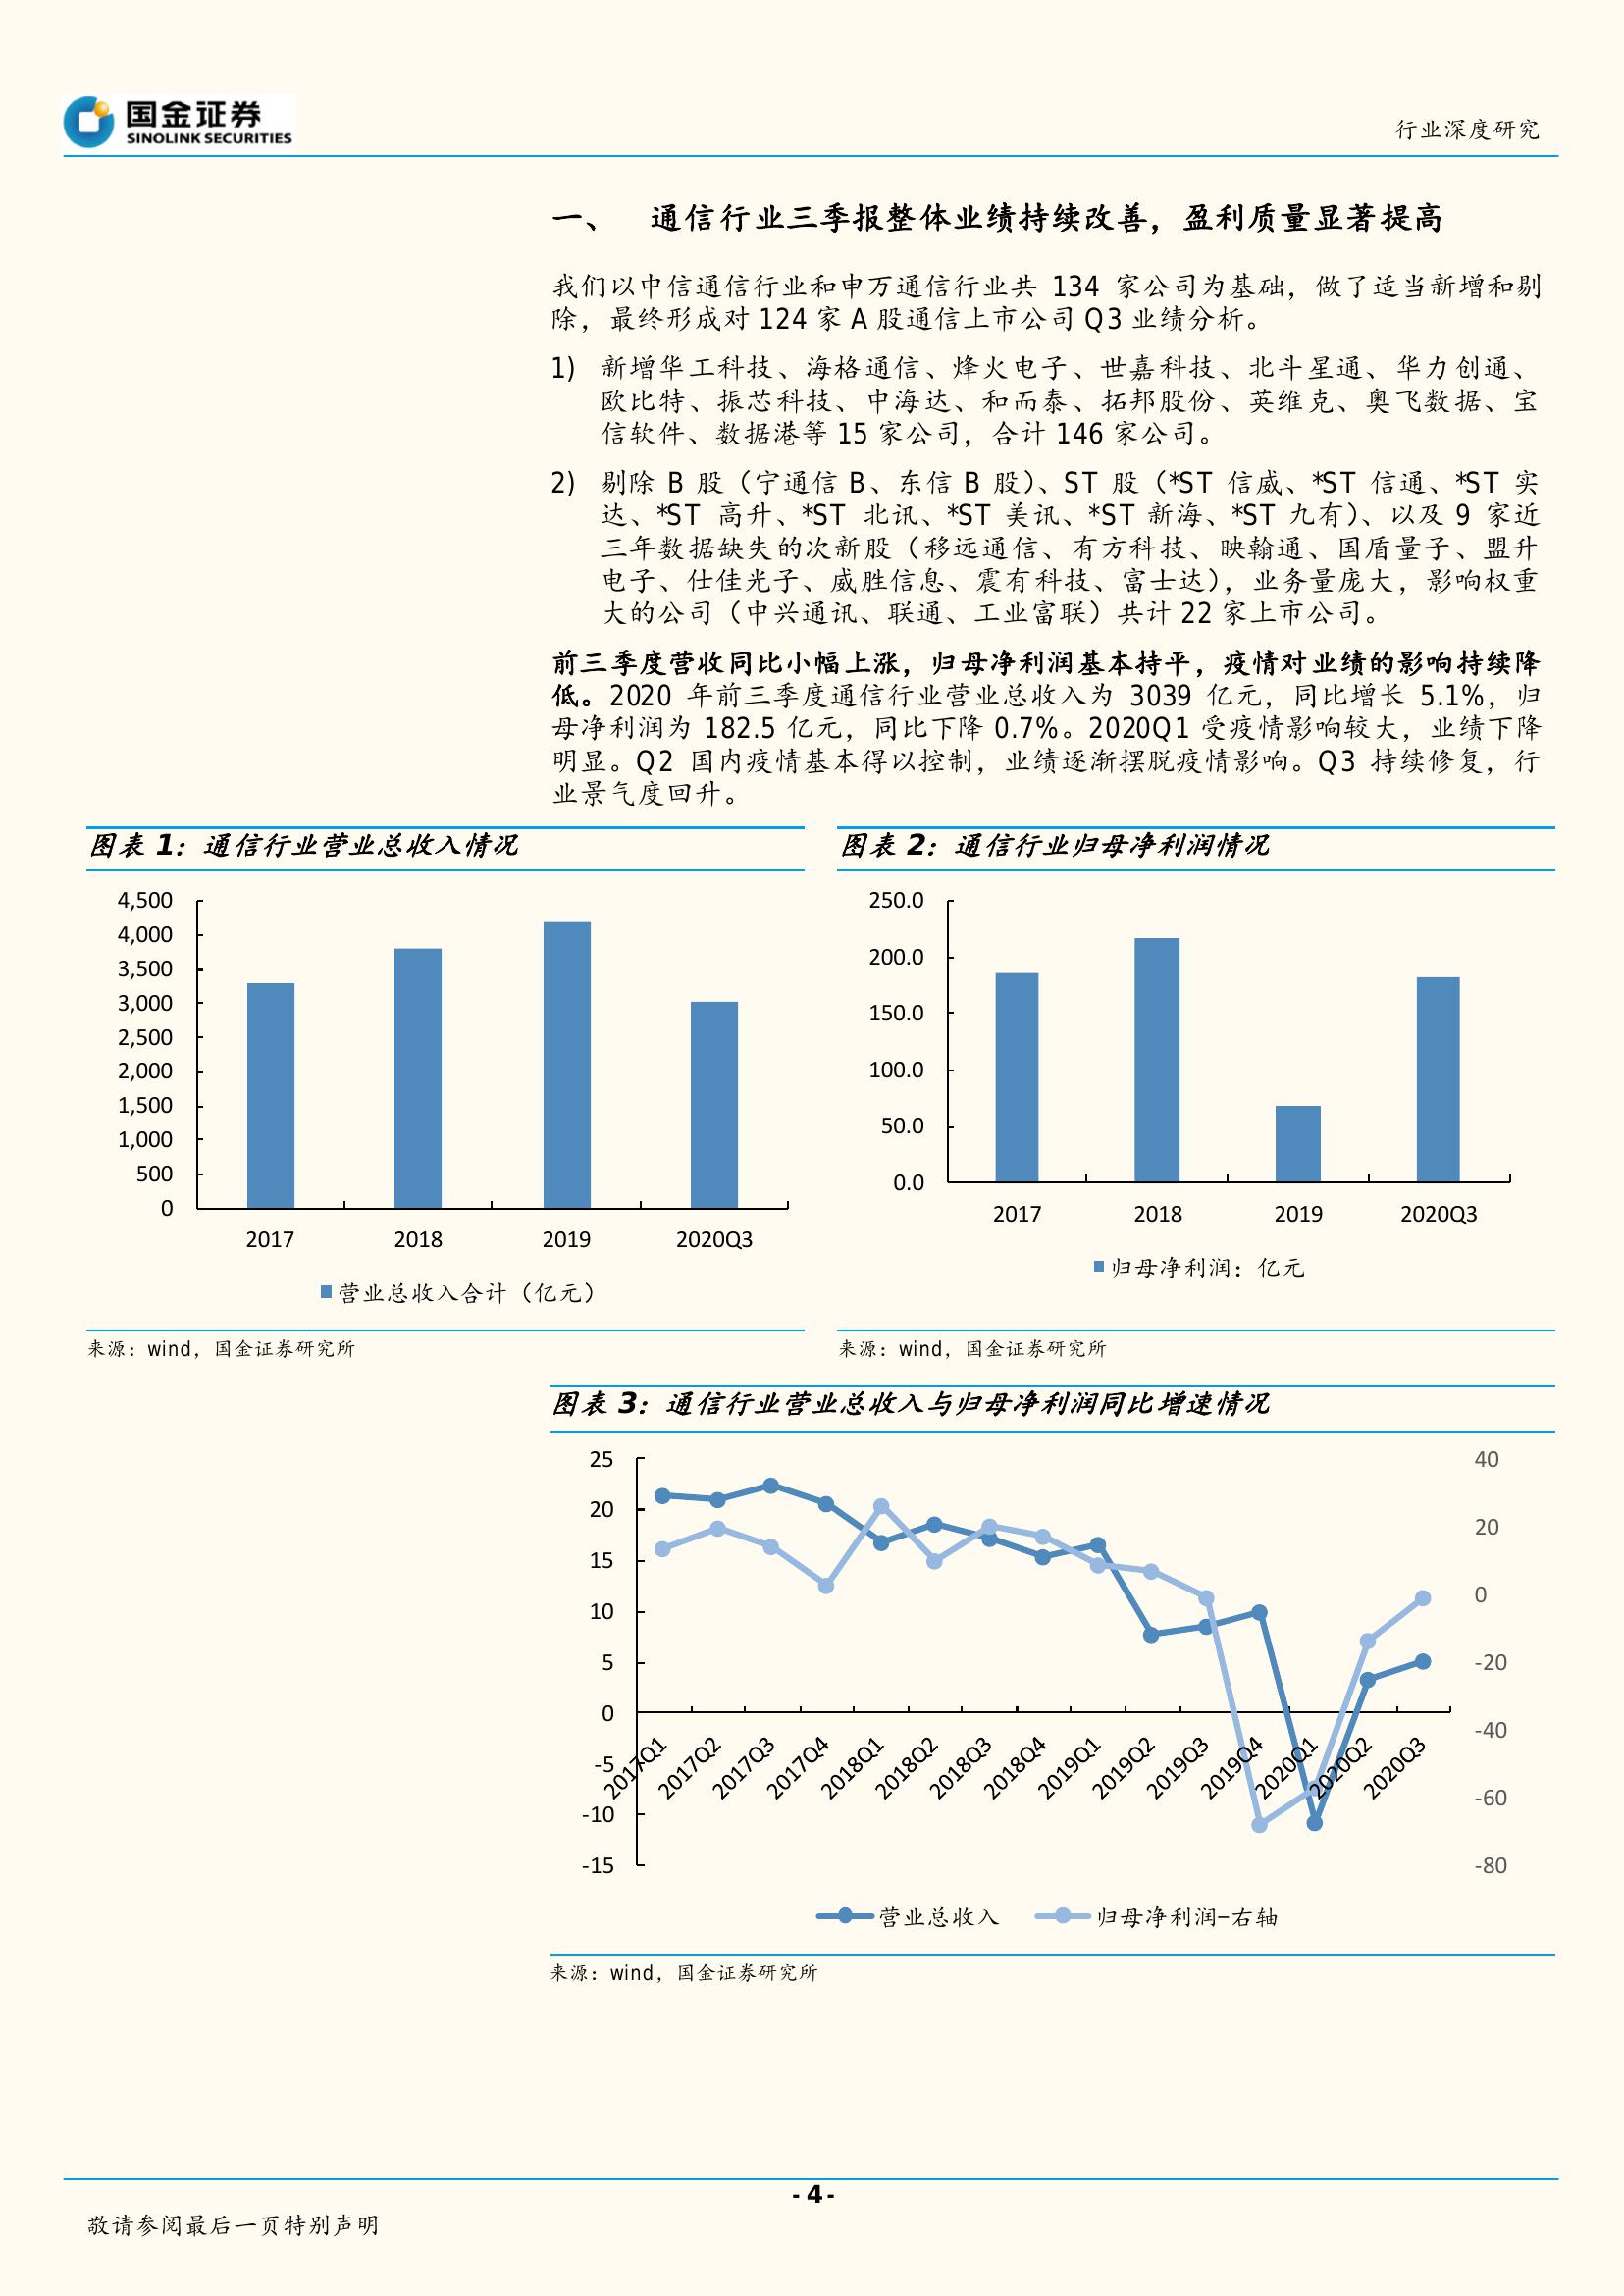 国金证券
SINOLINK SECURITIES
行业深度研究
一、 通信行业三季报整体业绩持续改善，盈利质量显著提高
我们以中信通信行业和申万通信行业共 134 家公司为基础，做了适当新增和剔
除，最终形成对 124 家 A 股通信上市公司 Q3 业绩分析。
1) 新增华工科技、海格通信、烽火电子、世嘉科技、北斗星通、华力创通、
欧比特、振芯科技、中海达、和而泰、拓邦股份、英维克、奥飞数据、宝
信软件、数据港等 15 家公司，合计 146 家公司。
2) 剔除 B 股（宁通信 B、东信 B 股）、ST 股（*ST 信威、*ST 信通、*ST 实
达、*ST 高升、*ST 北讯、*ST 美讯、*ST 新海、*ST 九有）、以及 9 家近
三年数据缺失的次新股（移远通信、有方科技、映翰通、国盾量子、盟升
电子、仕佳光子、威胜信息、震有科技、富士达），业务量庞大，影响权重
大的公司（中兴通讯、联通、工业富联）共计 22 家上市公司。
前三季度营收同比小幅上涨，归母净利润基本持平，疫情对业绩的影响持续降
低。2020 年前三季度通信行业营业总收入为 3039 亿元，同比增长 5.1%，归
母净利润为 182.5 亿元，同比下降 0.7%。2020Q1 受疫情影响较大，业绩下降
明显。Q2 国内疫情基本得以控制，业绩逐渐摆脱疫情影响。Q3 持续修复，行
业景气度回升。
图表 1：通信行业营业总收入情况
4,500
4,000
3,500
3,000
2,500
2,000
1,500
1,000
500
0
2017 2018 2019 2020Q3
营业总收入合计（亿元）
来源：wind，国金证券研究所
图表 2：通信行业归母净利润情况
250.0
200.0
150.0
100.0
50.0
0.0
2017 2018 2019 2020Q3
归母净利润：亿元
来源：wind，国金证券研究所
图表 3：通信行业营业总收入与归母净利润同比增速情况
25
20
15
10
5
0
-5
-10
-15
40
20
0
-20
-40
-60
-80
2017Q1 2017Q2 2017Q3 2017Q4 2018Q1 2018Q2 2018Q3 2018Q4 2019Q1 2019Q2 2019Q3 2019Q4 2020Q1 2020Q2 2020Q3
营业总收入 归母净利润-右轴
来源：wind，国金证券研究所
- 4 -
敬请参阅最后一页特别声明